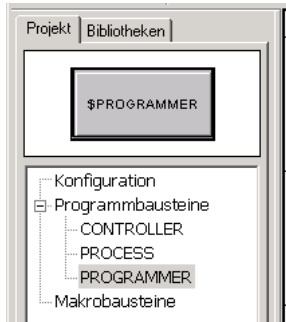 Projekt Bibliotheken
$PROGRAMMER
Konfiguration
Programmbausteine
CONTROLLER
PROCESS
PROGRAMMER
Makrobausteine